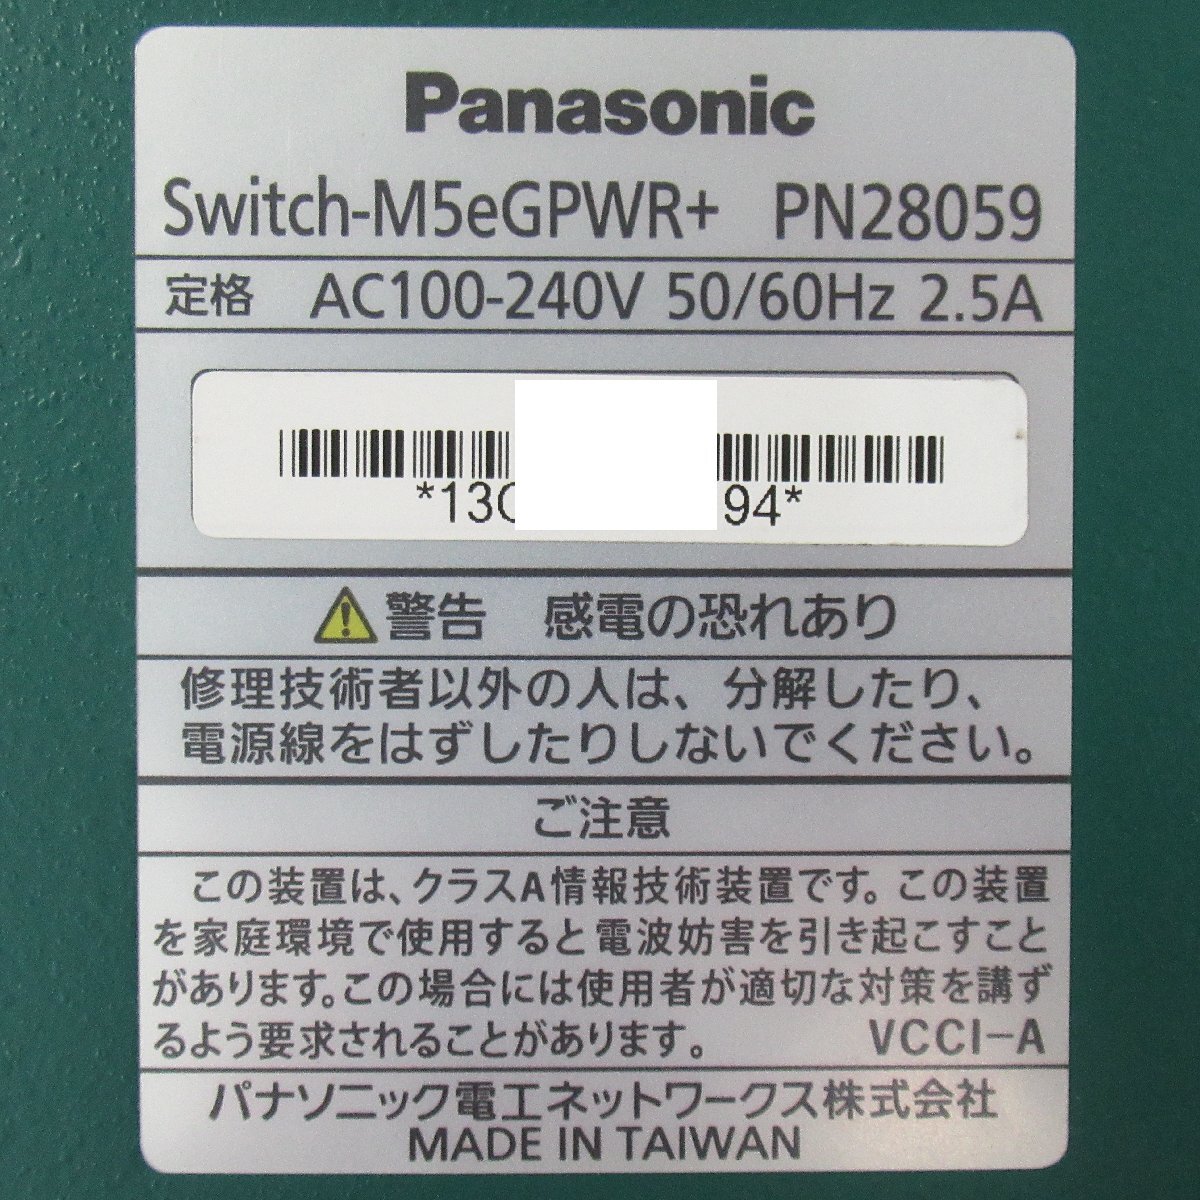 Panasonic
Switch-M5eGPWR+ PN28059
定格 AC100-240V 50/60Hz 2.5A
*13 94*
警告 感電の恐れあり
修理技術者以外の人は、分解したり、
電源線をはずしたりしないでください。
ご注意
この装置は、クラスA情報技術装置です。この装置
を家庭環境で使用すると電波妨害を引き起こすこと
があります。この場合には使用者が適切な対策を講ず
るよう要求されることがあります。 VCCI-A
パナソニック電工ネットワークス株式会社
MADE IN TAIWAN